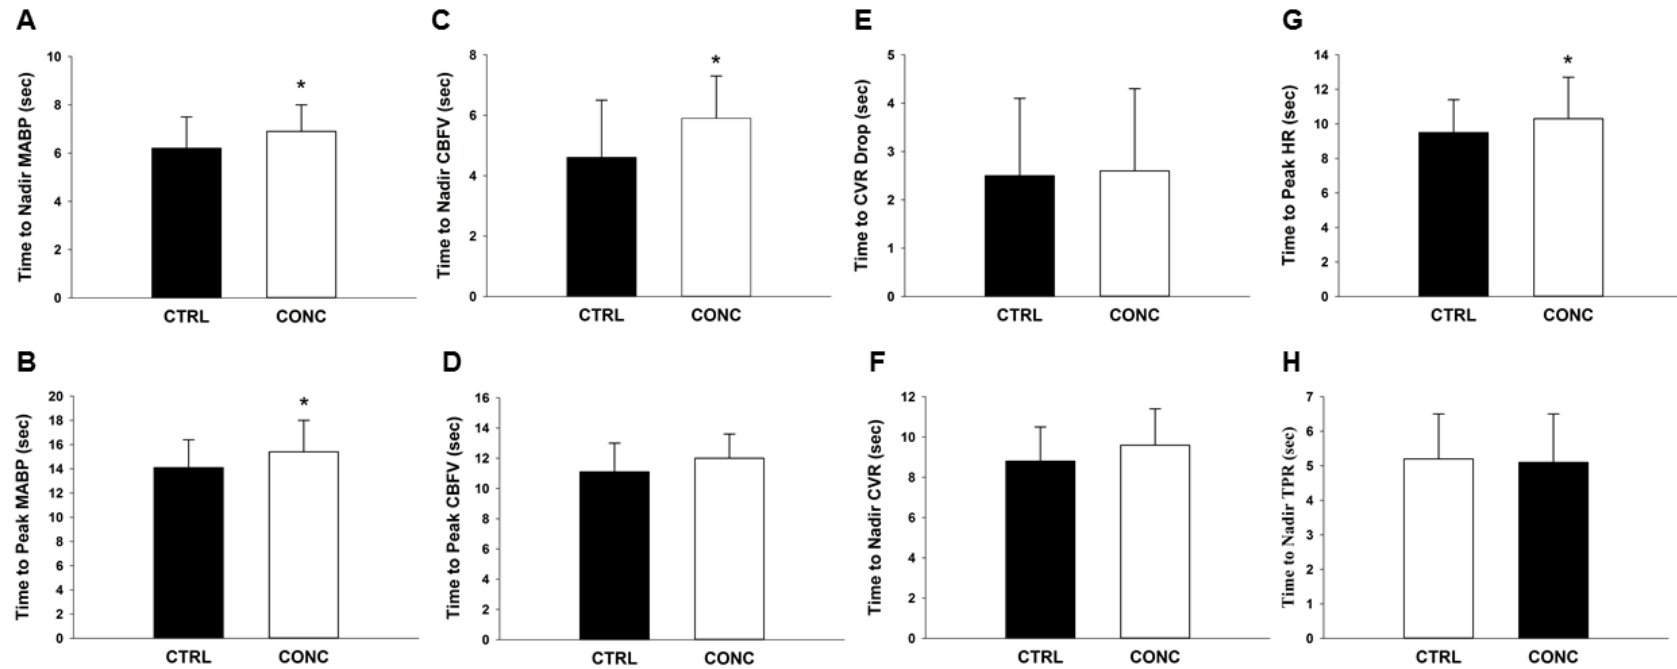 A
Time to Nadir MABP (sec)
10
8
6
4
2
0
*
CTRL
CONC
C
Time to Nadir CBFV (sec)
8
6
4
2
0
*
CTRL
CONC
E
Time to CVR Drop (sec)
5
4
3
2
1
0
CTRL
CONC
G
Time to Peak HR (sec)
14
12
10
8
6
4
2
0
*
CTRL
CONC
B
Time to Peak MABP (sec)
20
18
16
14
12
10
8
6
4
2
0
*
CTRL
CONC
D
Time to Peak CBFV (sec)
16
14
12
10
8
6
4
2
0
CTRL
CONC
F
Time to Nadir CVR (sec)
12
10
8
6
4
2
0
CTRL
CONC
H
Time to Nadir TPR (sec)
7
6
5
4
3
2
1
0
CTRL
CONC